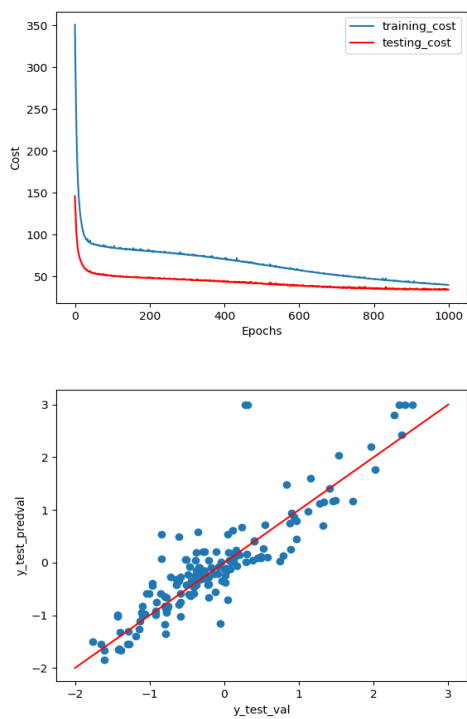 350
300
250
200
150
100
50
Cost
training_cost
testing_cost
0 200 400 600 800 1000
Epochs
3
2
1
0
−1
−2
y_test_predval
−2 −1 0 1 2 3
y_test_val